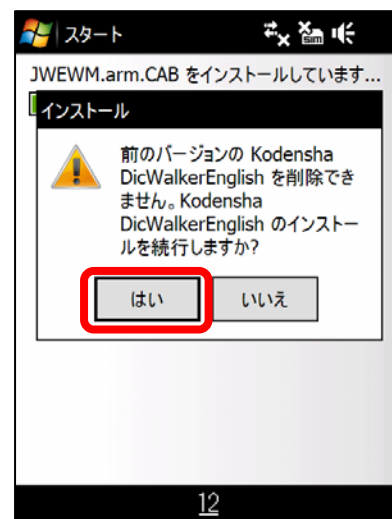 スタート
JWEWM.arm.CAB をインストールしています...
インストール
前のバージョンの Kodensha
DicWalkerEnglish を削除でき
ません。Kodensha
DicWalkerEnglish のインストー
ルを続行しますか?
はい いいえ
12